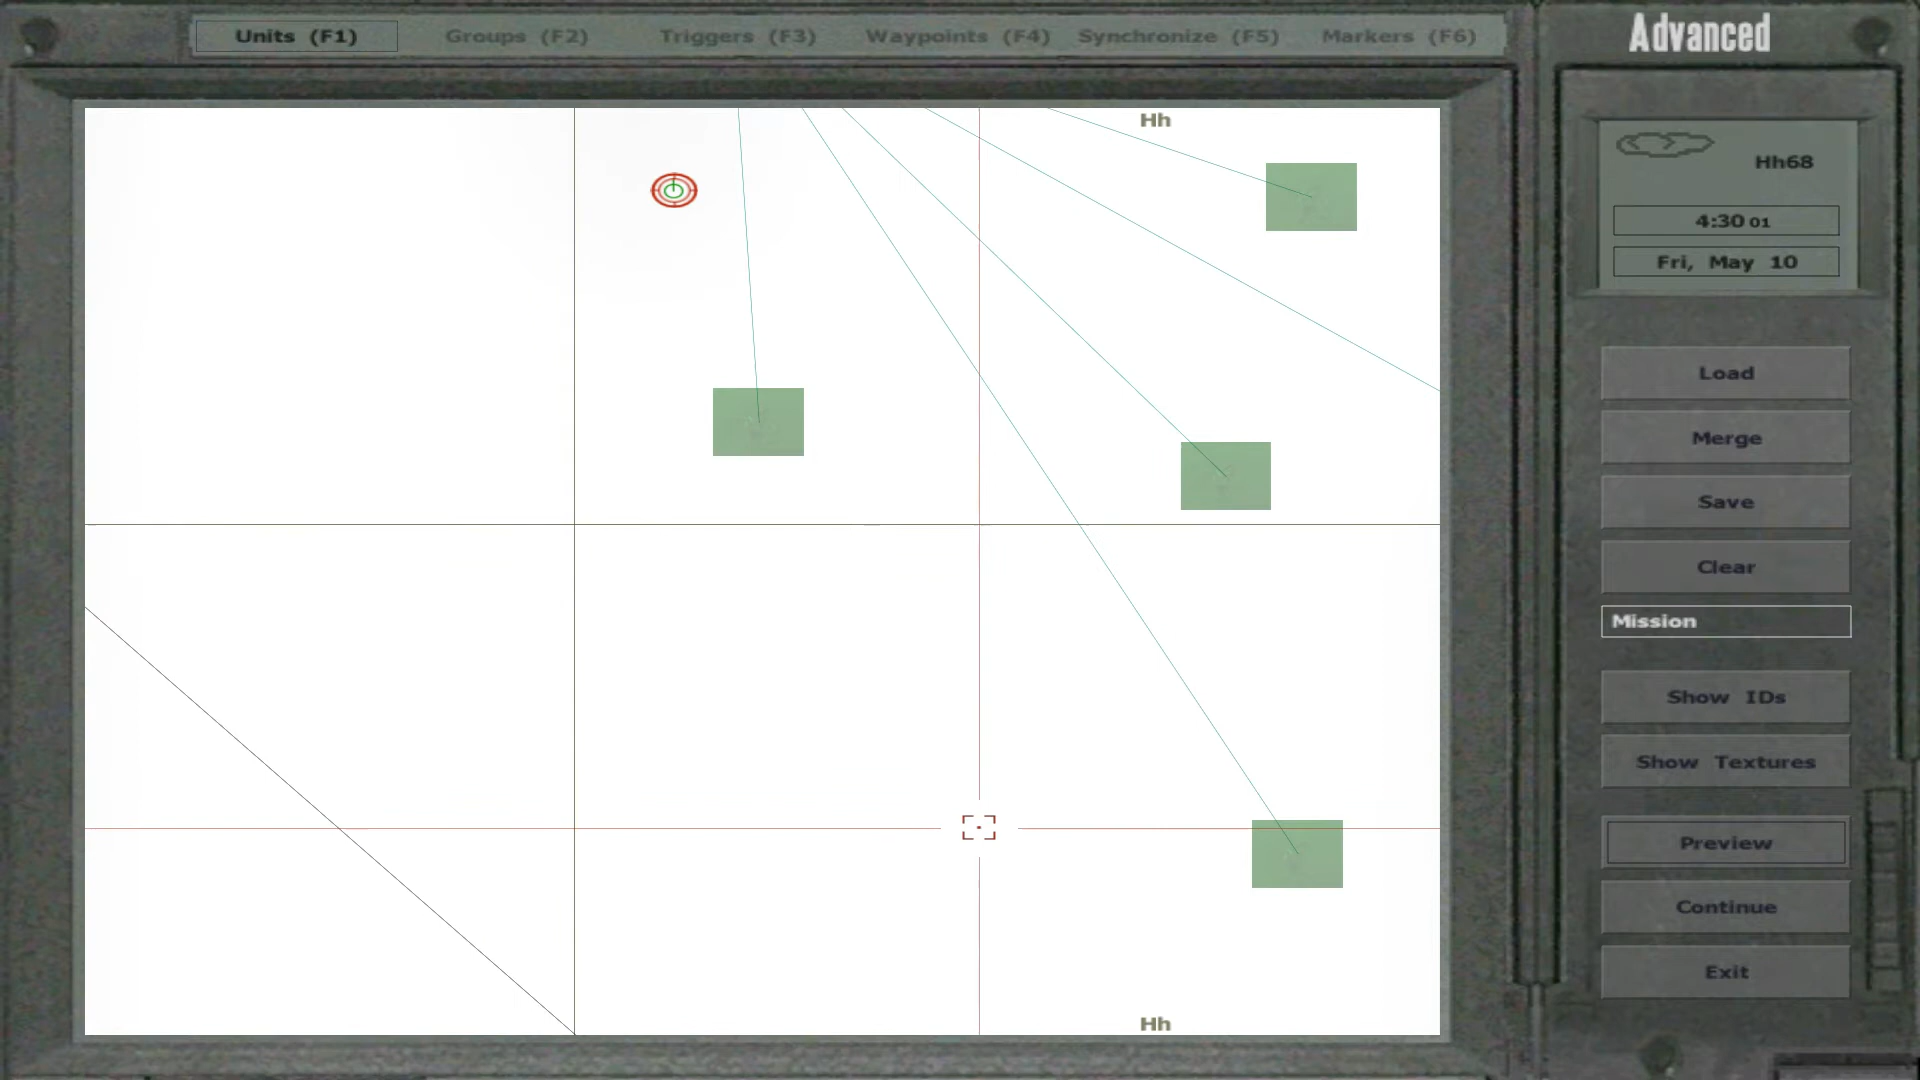 Units (F1)
Groups (F2)
Triggers (F3)
Waypoints (F4)
Synchronize (F5)
Markers (F6)
Advanced
Hh
Hh68
4:30 01
Fri, May 10
Load
Merge
Save
Clear
Mission
Show IDs
Show Textures
Preview
Continue
Exit
Hh